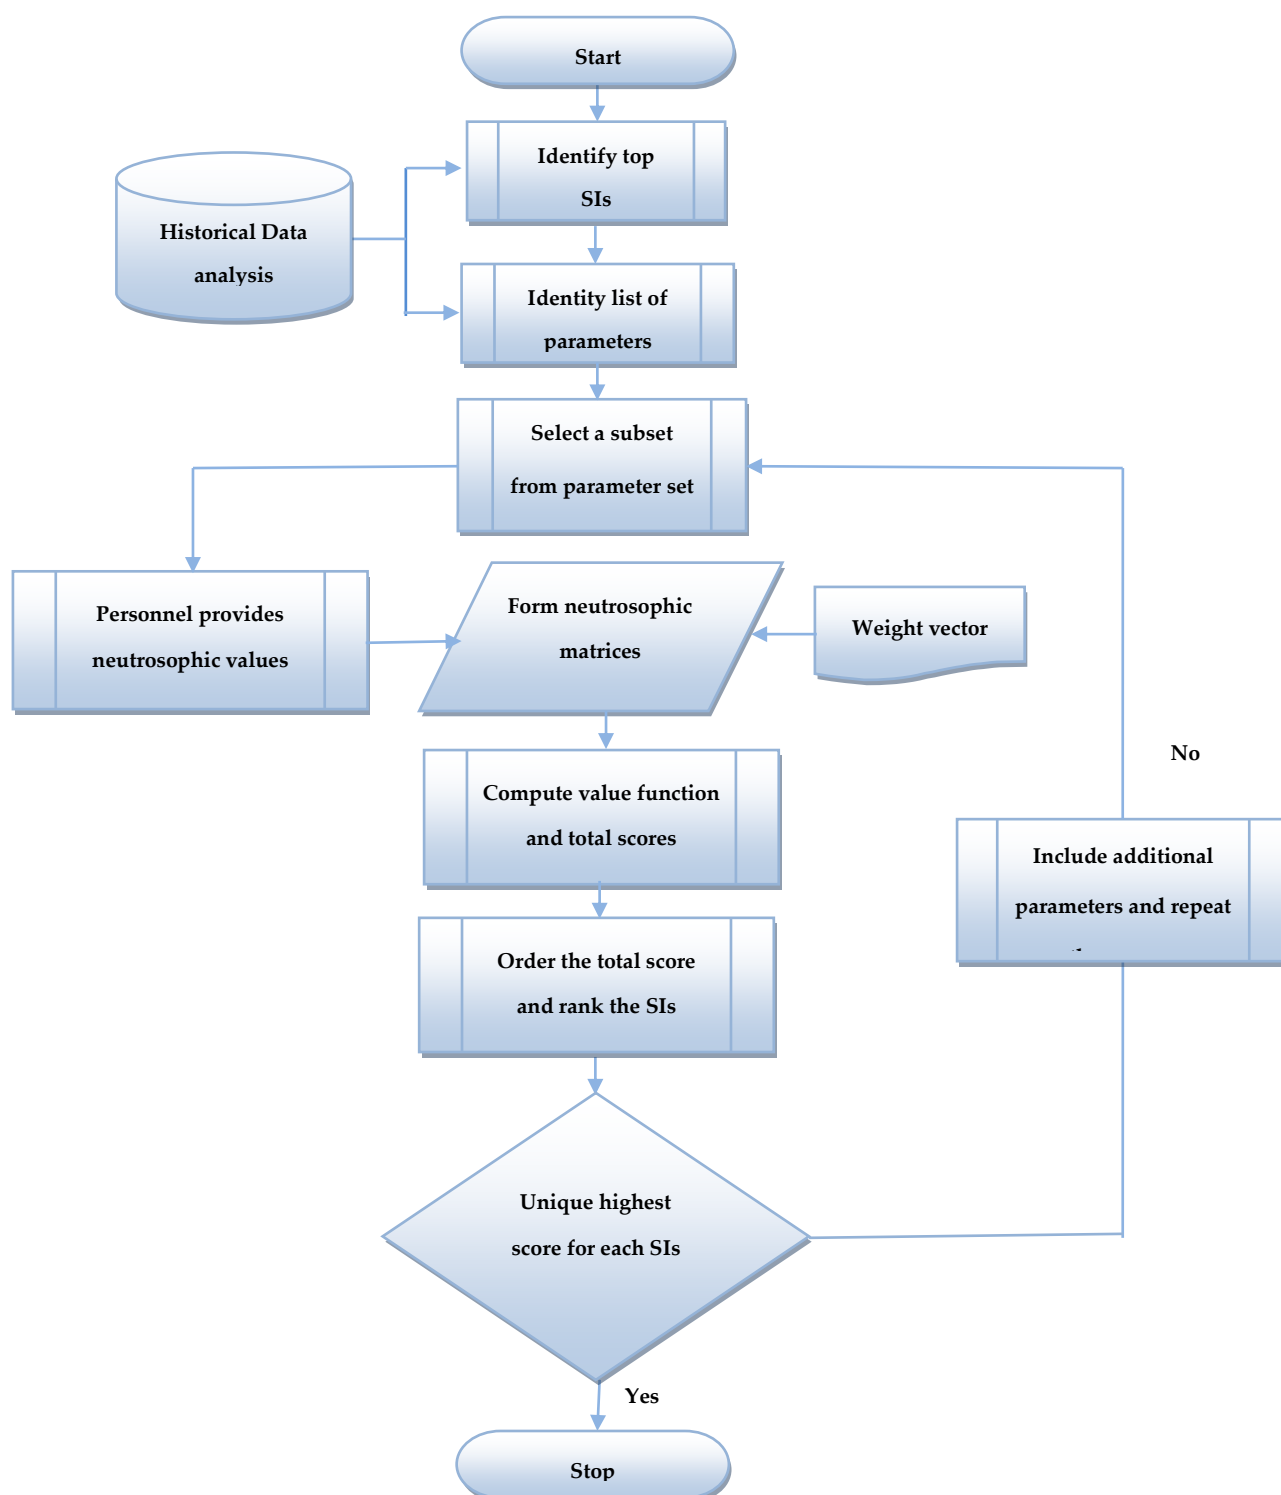 Start
Identify top
SIs
Historical Data
analysis
Identity list of
parameters
Select a subset
from parameter set
Personnel provides
neutrosophic values
Form neutrosophic
matrices
Weight vector
No
Compute value function
and total scores
Include additional
parameters and repeat
Order the total score
and rank the SIs
Unique highest
score for each SIs
Yes
Stop